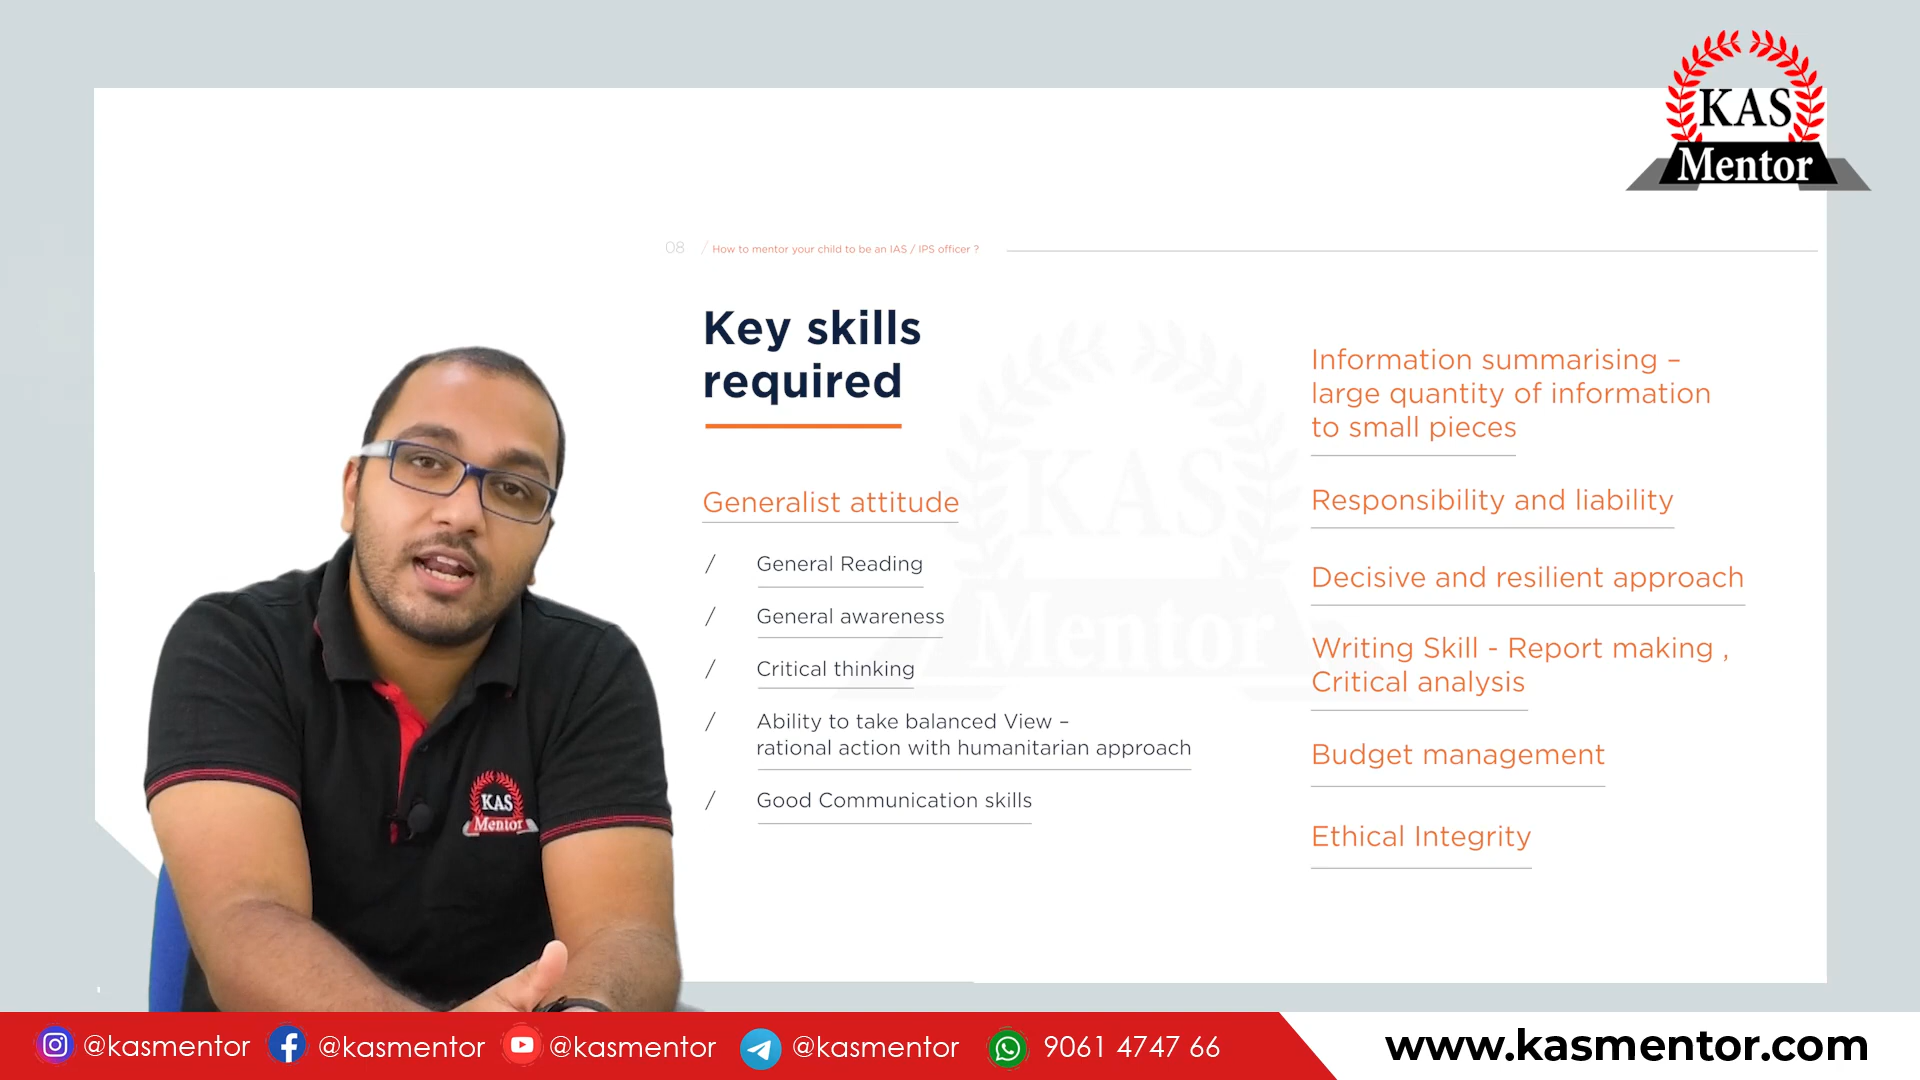 KAS
Mentor
08 / How to mentor your child to be an IAS / IPS officer ?
Key skills
required
Generalist attitude
/ General Reading
/ General awareness
/ Critical thinking
/ Ability to take balanced View –
rational action with humanitarian approach
/ Good Communication skills
Information summarising –
large quantity of information
to small pieces
Responsibility and liability
Decisive and resilient approach
Writing Skill - Report making ,
Critical analysis
Budget management
Ethical Integrity
KAS
Mentor
KAS
Mentor
@kasmentor @kasmentor @kasmentor @kasmentor 9061 4747 66
www.kasmentor.com